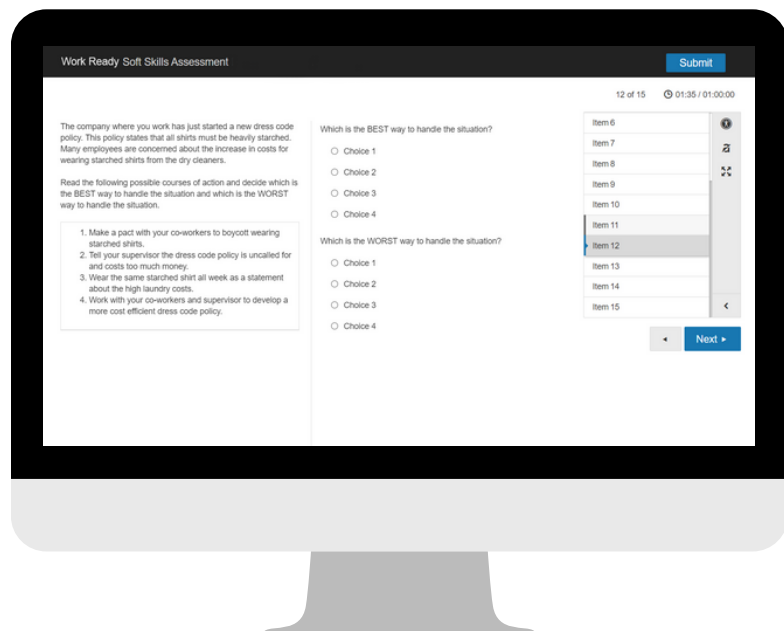 Work Ready Soft Skills Assessment
Submit
12 of 15
01:35 / 01:00:00
The company where you work has just started a new dress code
policy. This policy states that all shirts must be heavily starched.
Many employees are concerned about the increase in costs for
wearing starched shirts from the dry cleaners.
Read the following possible courses of action and decide which is
the BEST way to handle the situation and which is the WORST
way to handle the situation.
1. Make a pact with your co-workers to boycott wearing
starched shirts.
2. Tell your supervisor the dress code policy is uncalled for
and costs too much money.
3. Wear the same starched shirt all week as a statement
about the high laundry costs.
4. Work with your co-workers and supervisor to develop a
more cost efficient dress code policy.
Which is the BEST way to handle the situation?
Choice 1
Choice 2
Choice 3
Choice 4
Which is the WORST way to handle the situation?
Choice 1
Choice 2
Choice 3
Choice 4
Item 6
Item 7
Item 8
Item 9
Item 10
Item 11
Item 12
Item 13
Item 14
Item 15
Next